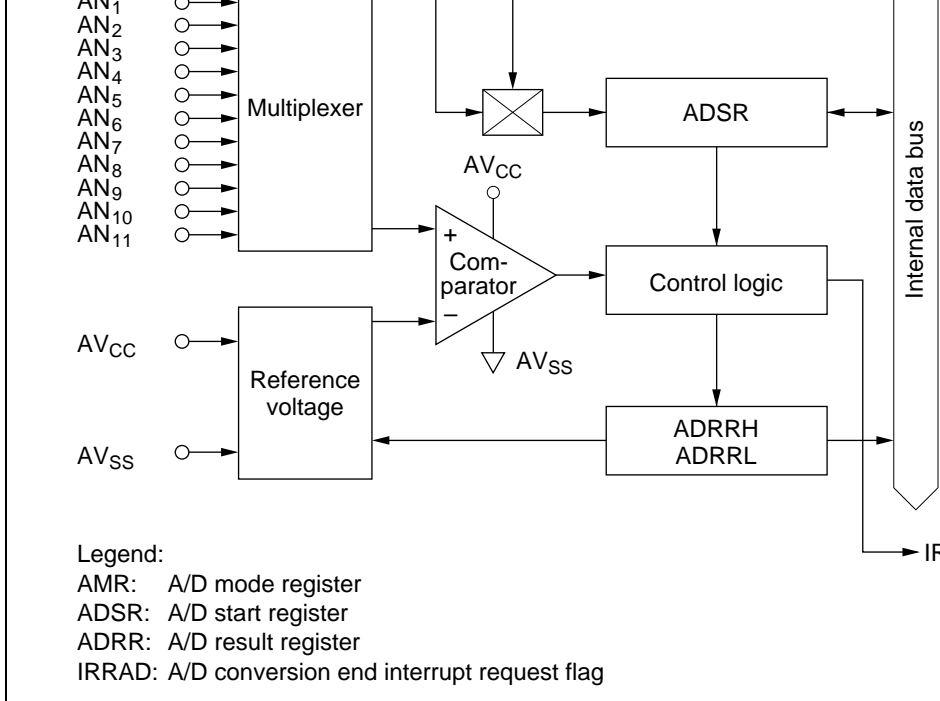 AN1
AN2
AN3
AN4
AN5
AN6
AN7
AN8
AN9
AN10
AN11
Multiplexer
ADSR
Internal data bus
AVCC
+
Com-
parator
−
Control logic
AVCC
AVSS
Reference
voltage
ADRRH
ADRRL
AVSS
Legend:
AMR: A/D mode register
ADSR: A/D start register
ADRR: A/D result register
IRRAD: A/D conversion end interrupt request flag